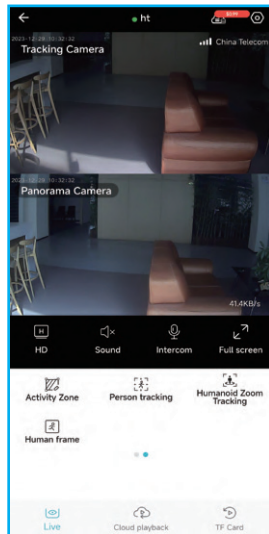 ht
2023-12-28 10:32:32
Tracking Camera
China Telecom
2023-12-28 10:32:32
Panorama Camera
41.4KB/s
HD
Sound
Intercom
Full screen
Activity Zone
Person tracking
Humanoid Zoom
Tracking
Human frame
Live
Cloud playback
TF Card